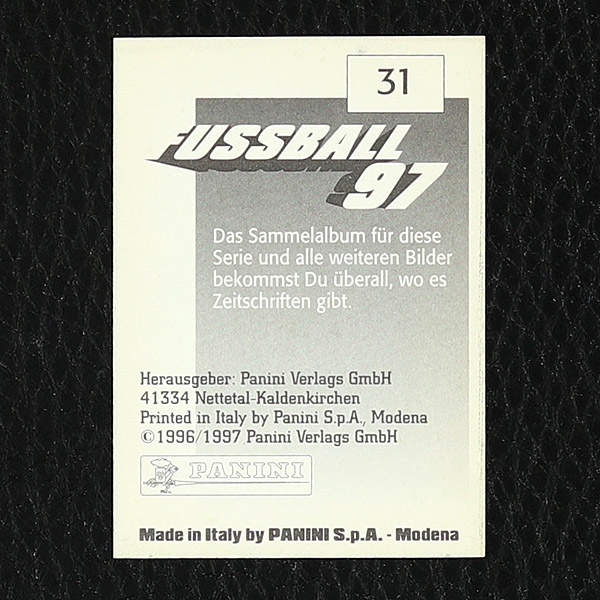 31
FUSSBALL
97
Das Sammelalbum für diese
Serie und alle weiteren Bilder
bekommst Du überall, wo es
Zeitschriften gibt.
Herausgeber: Panini Verlags GmbH
41334 Nettetal-Kaldenkirchen
Printed in Italy by Panini S.p.A., Modena
©1996/1997 Panini Verlags GmbH
PANINI
Made in Italy by PANINI S.p.A. - Modena